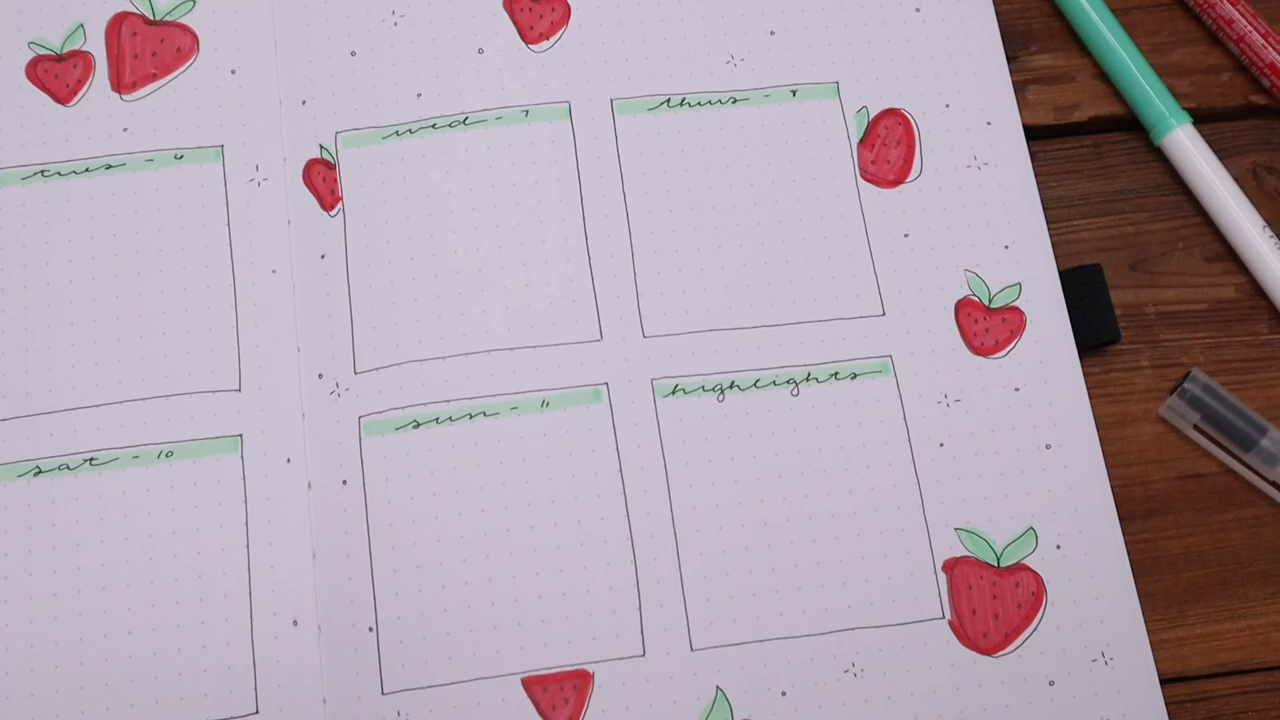 tues - 6
wed - 7
thurs - 8
sat - 10
sun - 11
highlights